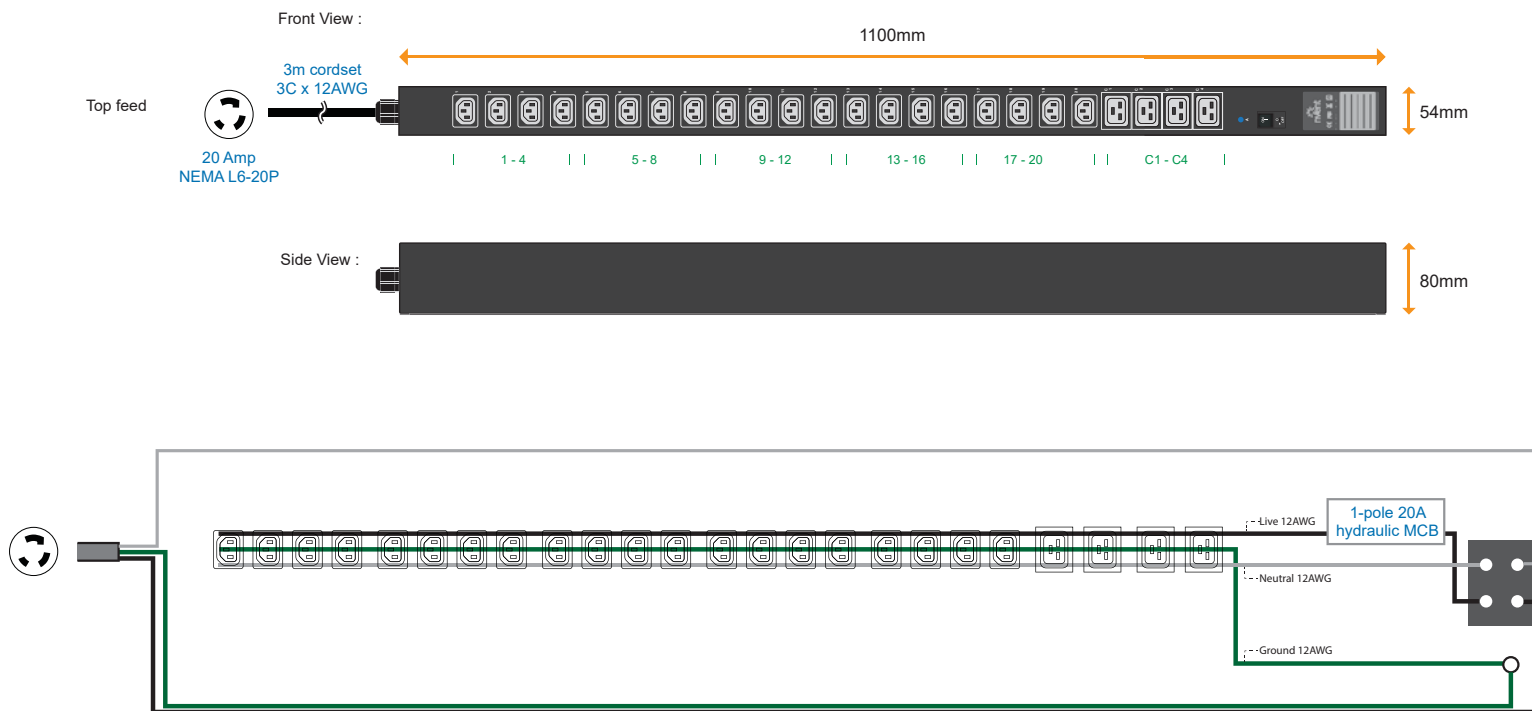 Front View :
1100mm
3m cordset
3C x 12AWG
Top feed
54mm
20 Amp
NEMA L6-20P
1 - 4
5 - 8
9 - 12
13 - 16
17 - 20
C1 - C4
Side View :
80mm
Live 12AWG
1-pole 20A
hydraulic MCB
Neutral 12AWG
Ground 12AWG